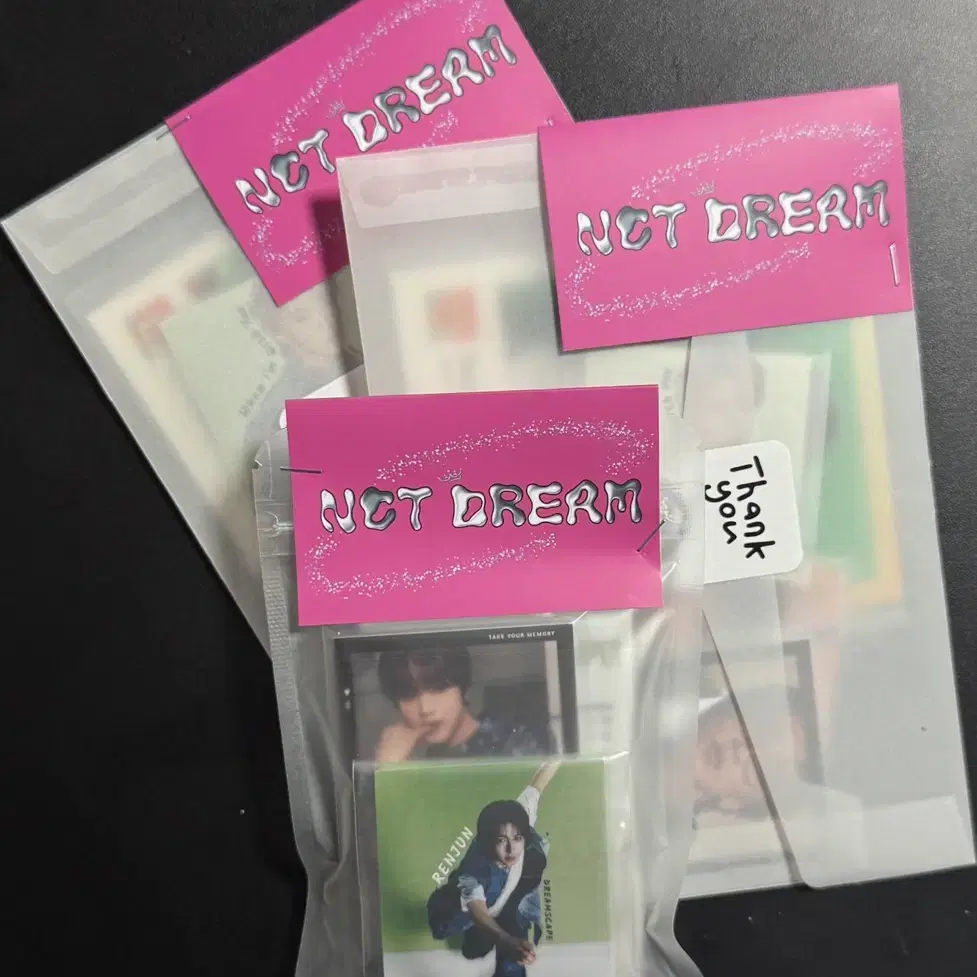 NCT DREAM
NCT DREAM
NCT DREAM
Thank
you
TAKE YOUR MEMORY
RENJUN
DREAMSCAPE